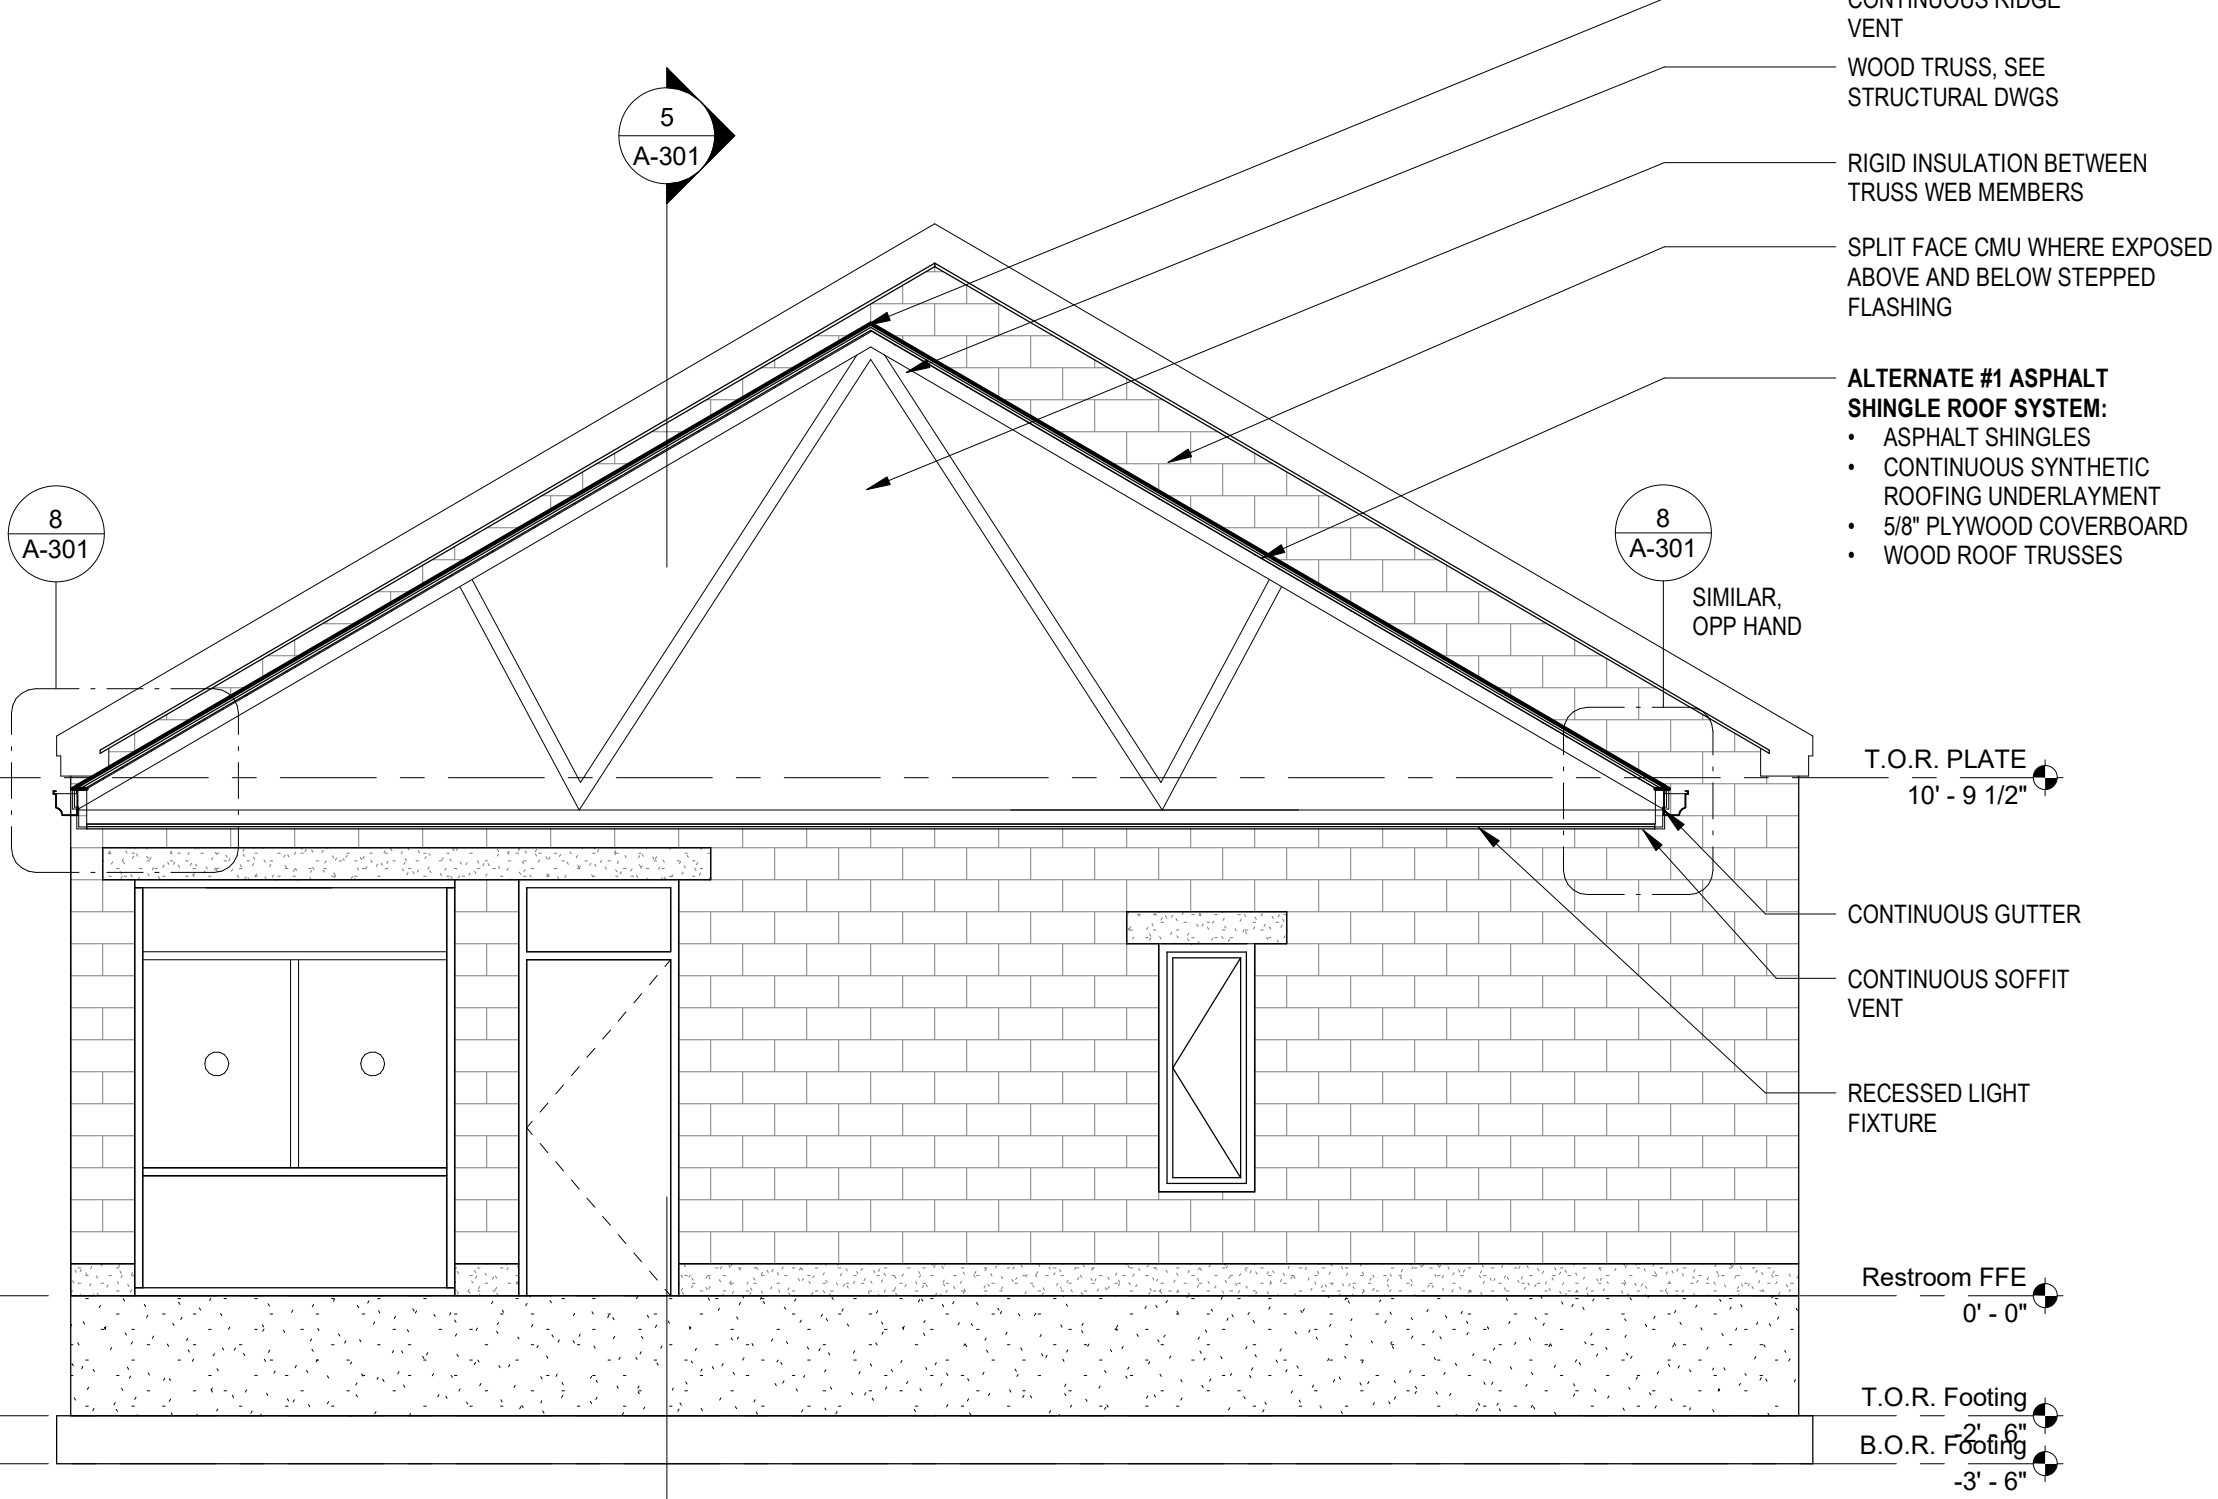 CONTINUOUS RIDGE
VENT
WOOD TRUSS, SEE
STRUCTURAL DWGS
5
A-301
RIGID INSULATION BETWEEN
TRUSS WEB MEMBERS
SPLIT FACE CMU WHERE EXPOSED
ABOVE AND BELOW STEPPED
FLASHING
ALTERNATE #1 ASPHALT
SHINGLE ROOF SYSTEM:
• ASPHALT SHINGLES
• CONTINUOUS SYNTHETIC
ROOFING UNDERLAYMENT
• 5/8" PLYWOOD COVERBOARD
• WOOD ROOF TRUSSES
8
A-301
8
A-301
SIMILAR,
OPP HAND
T.O.R. PLATE
10' - 9 1/2"
CONTINUOUS GUTTER
CONTINUOUS SOFFIT
VENT
RECESSED LIGHT
FIXTURE
Restroom FFE
0' - 0"
T.O.R. Footing
-2' - 6"
B.O.R. Footing
-3' - 6"